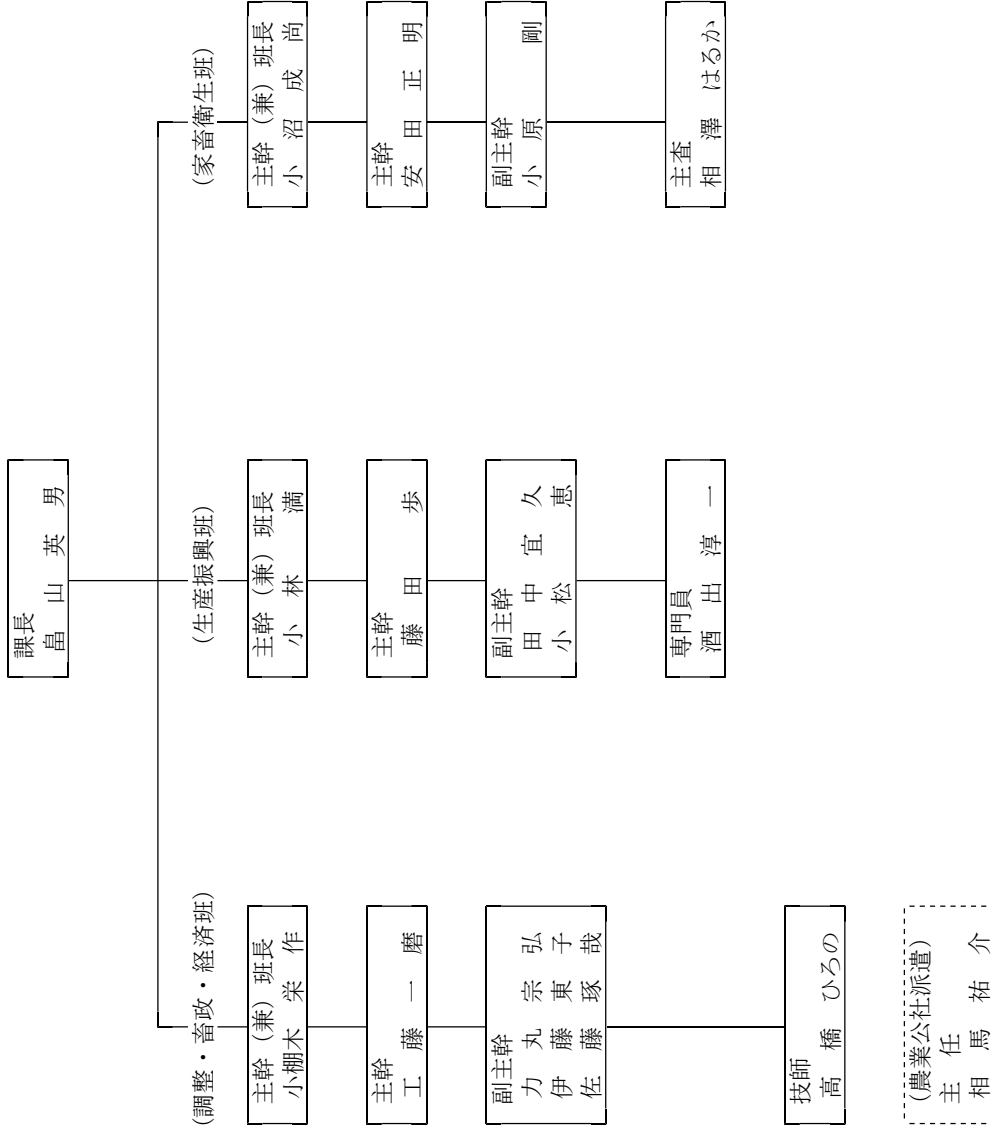 課長
畠山英男
(調整・畜政・経済班)
主幹（兼）班長
小棚木栄作
主幹
工藤一磨
副主幹
力丸宗弘
伊藤東子
佐藤琢哉
技師
高橋ひろの
(農業公社派遣)
主任
相馬祐介
(生産振興班)
主幹（兼）班長
小林満
主幹
藤田歩
副主幹
田中宜久
小松恵
専門員
酒出淳一
(家畜衛生班)
主幹（兼）班長
小沼成尚
主幹
安田正明
副主幹
小原剛
主査
相澤はるか